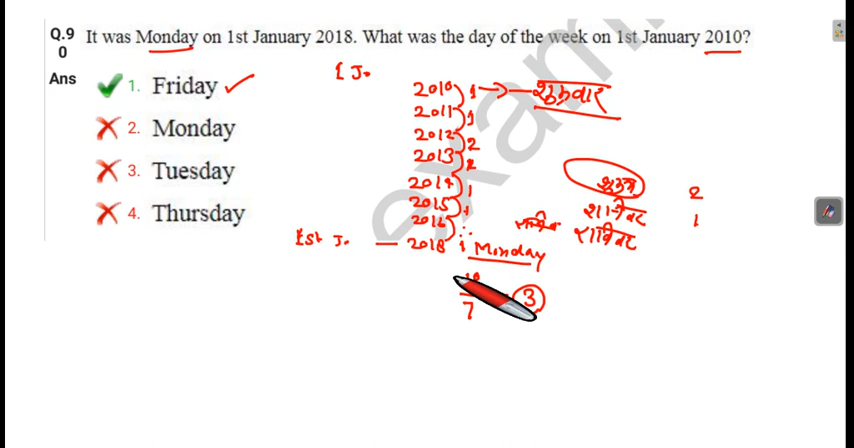 Q.9 It was Monday on 1st January 2018. What was the day of the week on 1st January 2010?
0
Ans
1. Friday
2. Monday
3. Tuesday
4. Thursday
exam
1 J.
2010 1 शुक्रवार
2011 1
2012 2
2013 2
2014 1
2015 1
2016
1st J. — 2018 1 Monday
7 3
शुक्र 2
शनिवार 1
रविवार